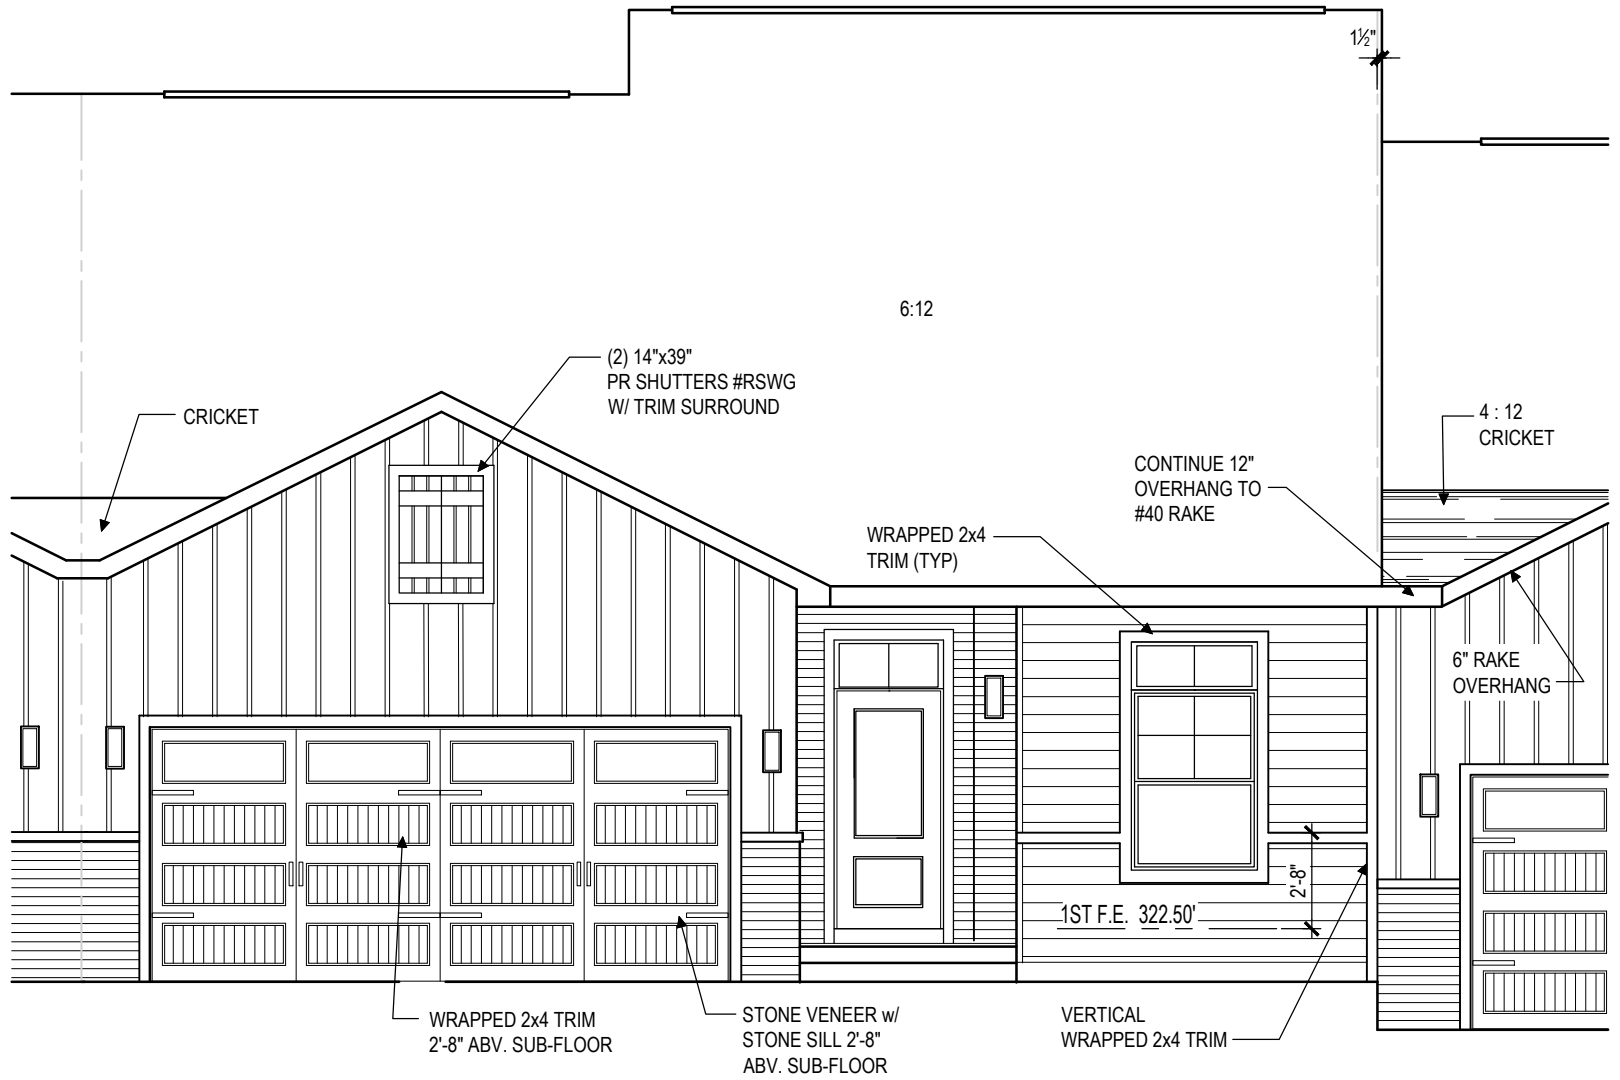 1½"
6:12
(2) 14"x39"
PR SHUTTERS #RSWG
W/ TRIM SURROUND
CRICKET
4 : 12
CRICKET
CONTINUE 12"
OVERHANG TO
#40 RAKE
WRAPPED 2x4
TRIM (TYP)
6" RAKE
OVERHANG
2'-8"
1ST F.E. 322.50'
WRAPPED 2x4 TRIM
2'-8" ABV. SUB-FLOOR
STONE VENEER w/
STONE SILL 2'-8"
ABV. SUB-FLOOR
VERTICAL
WRAPPED 2x4 TRIM